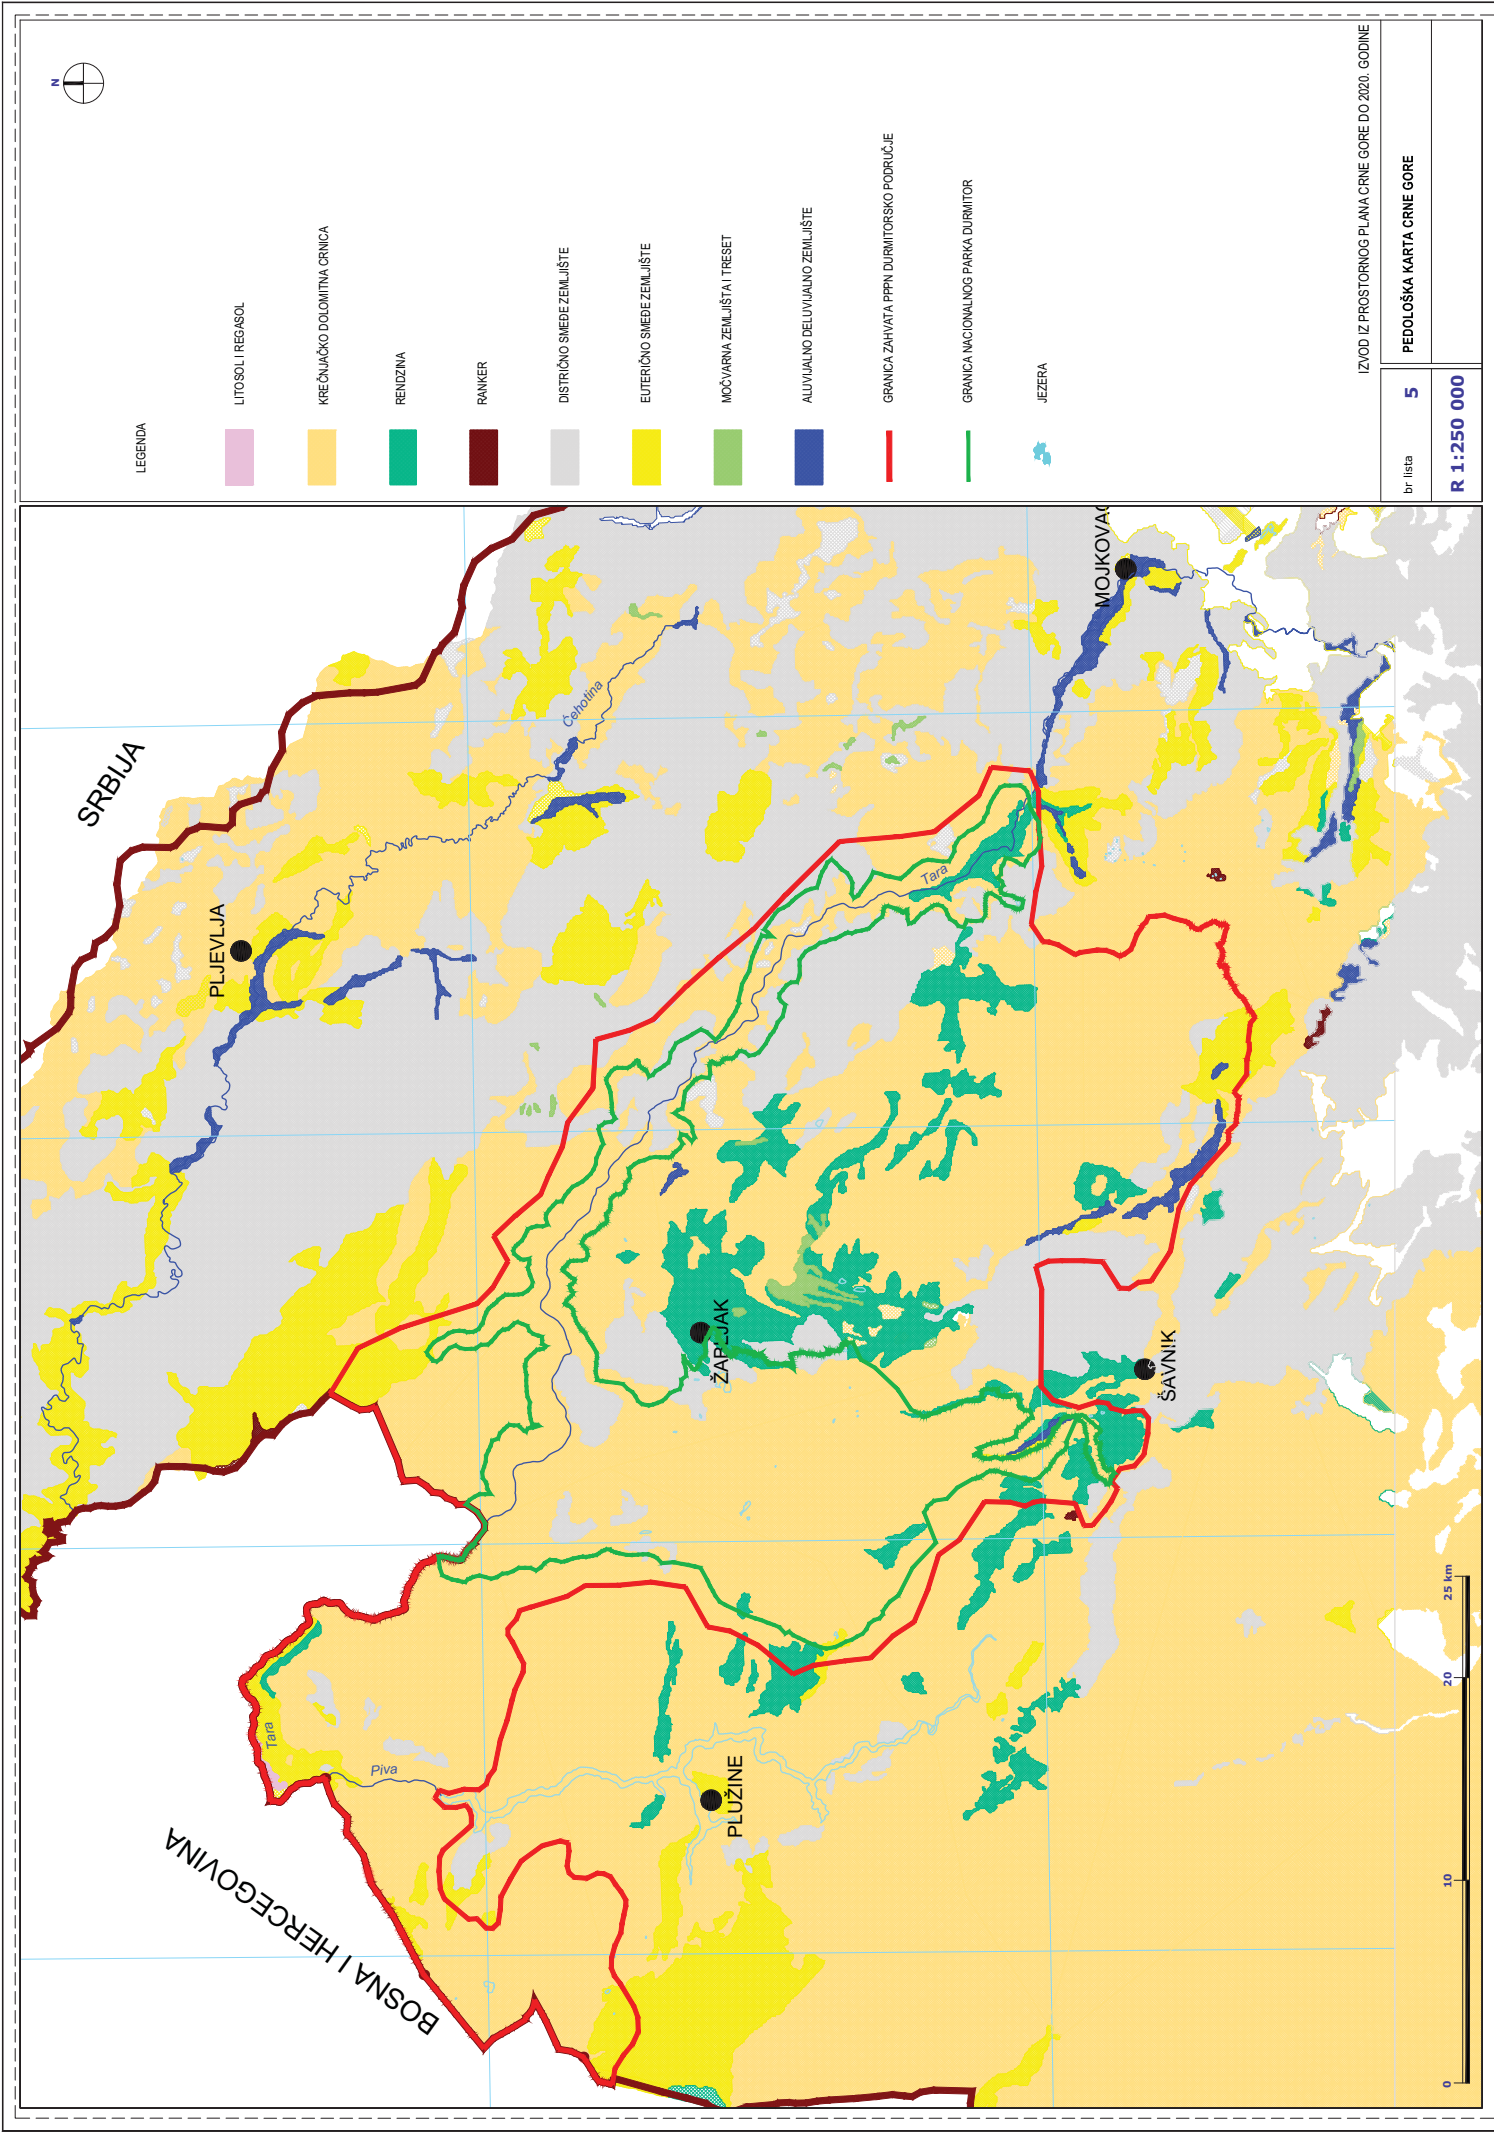 N
LEGENDA
LITOSOL I REGASOL
KREČNJAČKO DOLOMITNA CRNICA
RENDZINA
RANKER
DISTRIČNO SMEĐE ZEMLJIŠTE
EUTERIČNO SMEĐE ZEMLJIŠTE
MOČVARNA ZEMLJIŠTA I TRESET
ALUVIJALNO DELUVIJALNO ZEMLJIŠTE
GRANICA ZAHVATA PPPN DURMITORSKO PODRUČJE
GRANICA NACIONALNOG PARKA DURMITOR
JEZERA
IZVOD IZ PROSTORNOG PLANA CRNE GORE DO 2020. GODINE
br lista 5
PEDOLOŠKA KARTA CRNE GORE
R 1:250 000
SRBIJA
BOSNA I HERCEGOVINA
PLJEVLJA
Ćehotina
MOJKOVAC
Tara
ŽABLJAK
ŠAVNIK
Tara
Piva
PLUŽINE
0 10 20 25 km